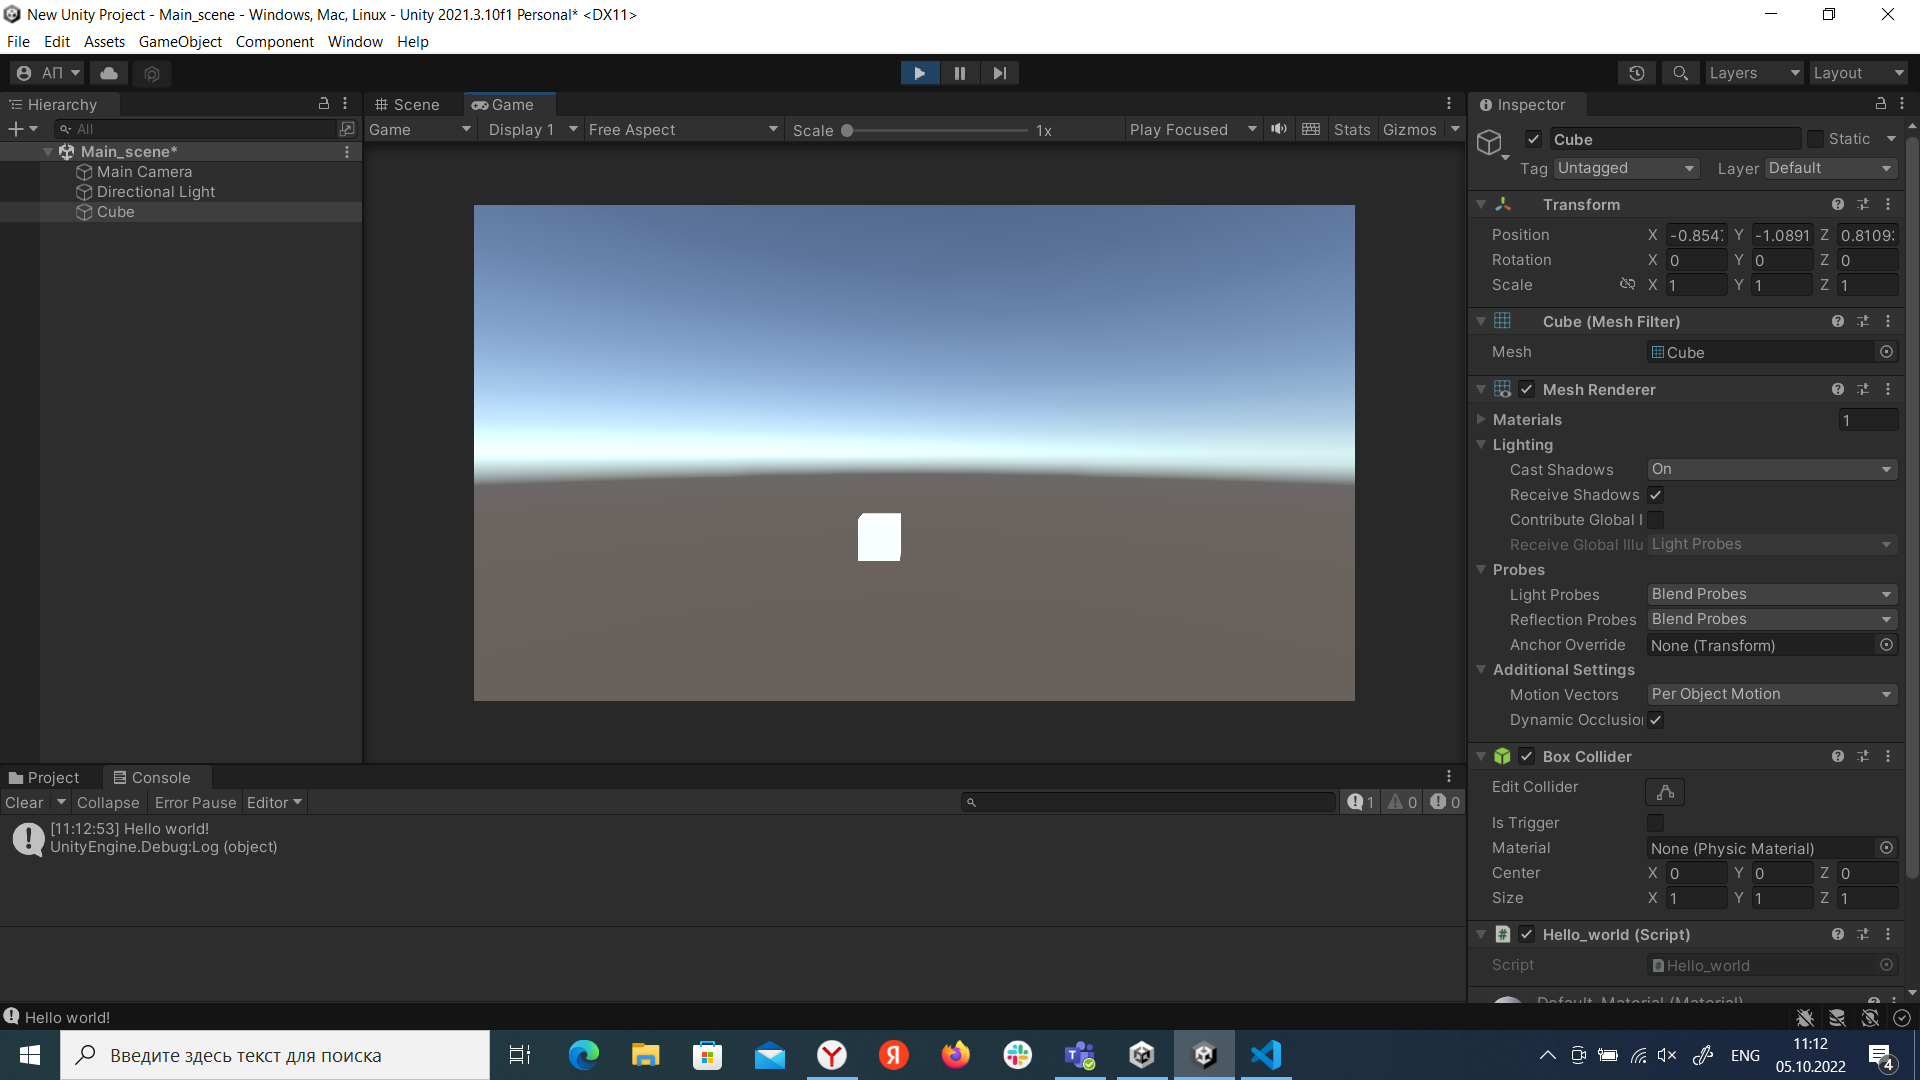 New Unity Project - Main_scene - Windows, Mac, Linux - Unity 2021.3.10f1 Personal* <DX11>
File Edit Assets GameObject Component Window Help
АП
Layers
Layout
Hierarchy
All
Main_scene*
Main Camera
Directional Light
Cube
Scene
Game
Game
Display 1
Free Aspect
Scale
1x
Play Focused
Stats
Gizmos
Inspector
Cube
Static
Tag Untagged
Layer Default
Transform
Position X -0.8547 Y -1.0891 Z 0.8109
Rotation X 0 Y 0 Z 0
Scale X 1 Y 1 Z 1
Cube (Mesh Filter)
Mesh Cube
Mesh Renderer
Materials 1
Lighting
Cast Shadows On
Receive Shadows
Contribute Global I
Receive Global Illu Light Probes
Probes
Light Probes Blend Probes
Reflection Probes Blend Probes
Anchor Override None (Transform)
Additional Settings
Motion Vectors Per Object Motion
Dynamic Occlusion
Box Collider
Edit Collider
Is Trigger
Material None (Physic Material)
Center X 0 Y 0 Z 0
Size X 1 Y 1 Z 1
Hello_world (Script)
Script Hello_world
Default-Material (Material)
Project
Console
Clear Collapse Error Pause Editor
1 0 0
[11:12:53] Hello world!
UnityEngine.Debug:Log (object)
Hello world!
Введите здесь текст для поиска
ENG
11:12
05.10.2022
4